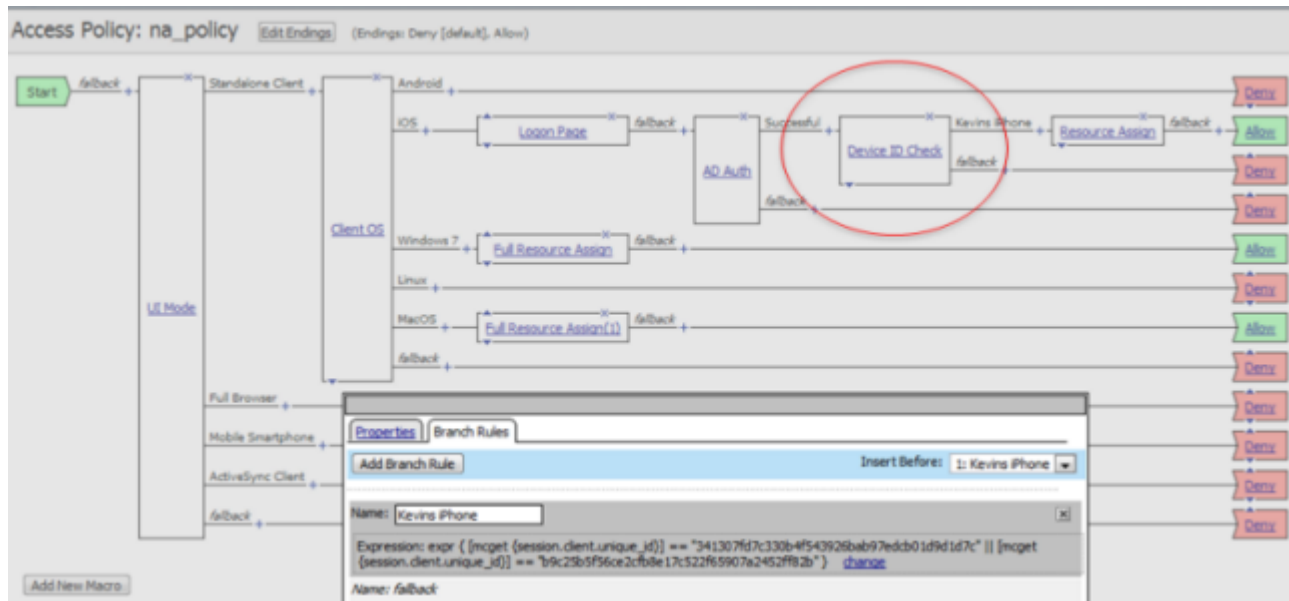 Access Policy: na_policy Edit Endings (Endings: Deny [default], Allow)
Start fallback + Standalone Client + Android + Deny
iOS + Logon Page fallback + Successful + Kevins iPhone + Resource Assign fallback + Allow
Device ID Check
AD Auth fallback + Deny
fallback + Deny
Client OS
Windows 7 + Full Resource Assign fallback + Allow
Linux + Deny
UI Mode
MacOS + Full Resource Assign(1) fallback + Allow
fallback + Deny
Full Browser + Deny
Properties Branch Rules
Mobile Smartphone + Deny
Add Branch Rule Insert Before: 1: Kevins iPhone
ActiveSync Client + Deny
Name: Kevins iPhone
fallback + Deny
Expression: expr { [mcget {session.client.unique_id}] == "341307fd7c330b4f543926bab97edcb01d9d1d7c" || [mcget
{session.client.unique_id}] == "b9c25b5f56ce2cfb8e17c522f65907a2452ff82b" } change
Add New Macro
Name: fallback